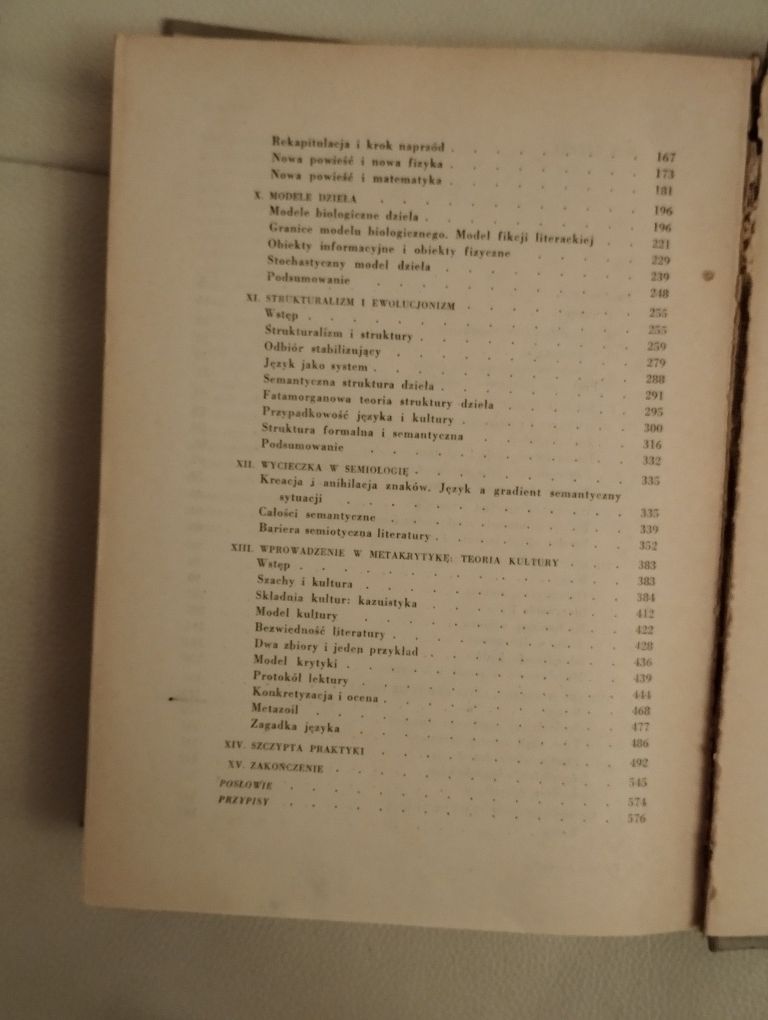 Rekapitulacja i krok naprzód . . . . . . . 167
Nowa powieść i nowa fizyka . . . . . . . 173
Nowa powieść i matematyka . . . . . . . 181
X. MODELE DZIEŁA . . . . . . . 196
Modele biologiczne dzieła . . . . . . . 196
Granice modelu biologicznego. Model fikcji literackiej . . 221
Obiekty informacyjne i obiekty fizyczne . . . . 229
Stochastyczny model dzieła . . . . . . . 239
Podsumowanie . . . . . . . 248
XI. STRUKTURALIZM I EWOLUCJONIZM . . . . . . 255
Wstęp . . . . . . . . . 255
Strukturalizm i struktury . . . . . . . 259
Odbiór stabilizujący . . . . . . . 279
Język jako system . . . . . . . . 288
Semantyczna struktura dzieła . . . . . . . 291
Fatamorganowa teoria struktury dzieła . . . . 295
Przypadkowość języka i kultury . . . . . . 300
Struktura formalna i semantyczna . . . . . 316
Podsumowanie . . . . . . . . 332
XII. WYCIECZKA W SEMIOLOGIĘ . . . . . . . 335
Kreacja i anihilacja znaków. Język a gradient semantyczny
sytuacji . . . . . . . . 335
Całości semantyczne . . . . . . . 339
Bariera semiotyczna literatury . . . . . . 352
XIII. WPROWADZENIE W METAKRYTYKĘ: TEORIA KULTURY . . . 383
Wstęp . . . . . . . . . 383
Szachy i kultura . . . . . . . . 384
Składnia kultur: kazuistyka . . . . . . 412
Model kultury . . . . . . . . 422
Bezwiedność literatury . . . . . . . 428
Dwa zbiory i jeden przykład . . . . . . 436
Model krytyki . . . . . . . . 439
Protokół lektury . . . . . . . . 444
Konkretyzacja i ocena . . . . . . . 468
Metazoil . . . . . . . . 477
Zagadka języka . . . . . . . . 486
XIV. SZCZYPTA PRAKTYKI . . . . . . . 492
XV. ZAKOŃCZENIE . . . . . . . . 545
POSŁOWIE . . . . . . . . . 574
PRZYPISY . . . . . . . . . 576